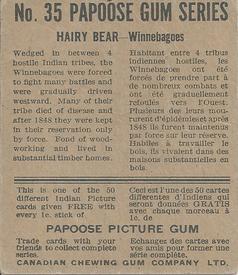 No. 35 PAPOOSE GUM SERIES
HAIRY BEAR—Winnebagoes
Wedged in between 4
hostile Indian tribes, the
Winnebagoes were forced
to fight many battles and
were gradually driven
westward. Many of their
tribe died of disease and
after 1848 they were kept
in their reservation only
by force. Fond of wood-
working and lived in
substantial timber homes.
Habitant entre 4 tribus
indiennes hostiles, les
Winnebagoes ont été
forcés de prendre part à
de nombreux combats et
ont été graduellement
refoulés vers l'Ouest.
Plusieurs des leurs mou-
rurent d'épidémie et après
1848 ils furent maintenus
par force sur leur réserve.
Habiles à travailler le
bois, ils vivaient dans des
maisons substantielles en
bois.
This is one of the 50
different Indian Picture
cards given FREE with
every 1c. stick of
Ceci est l'une des 50 cartes
différentes d'Indiens qui
seront données GRATIS
avec chaque morceau à
1c. de
PAPOOSE PICTURE GUM
Trade cards with your
friends to collect complete
series.
Echangez des cartes avec
vos amis pour former une
série complète.
CANADIAN CHEWING GUM COMPANY LTD.